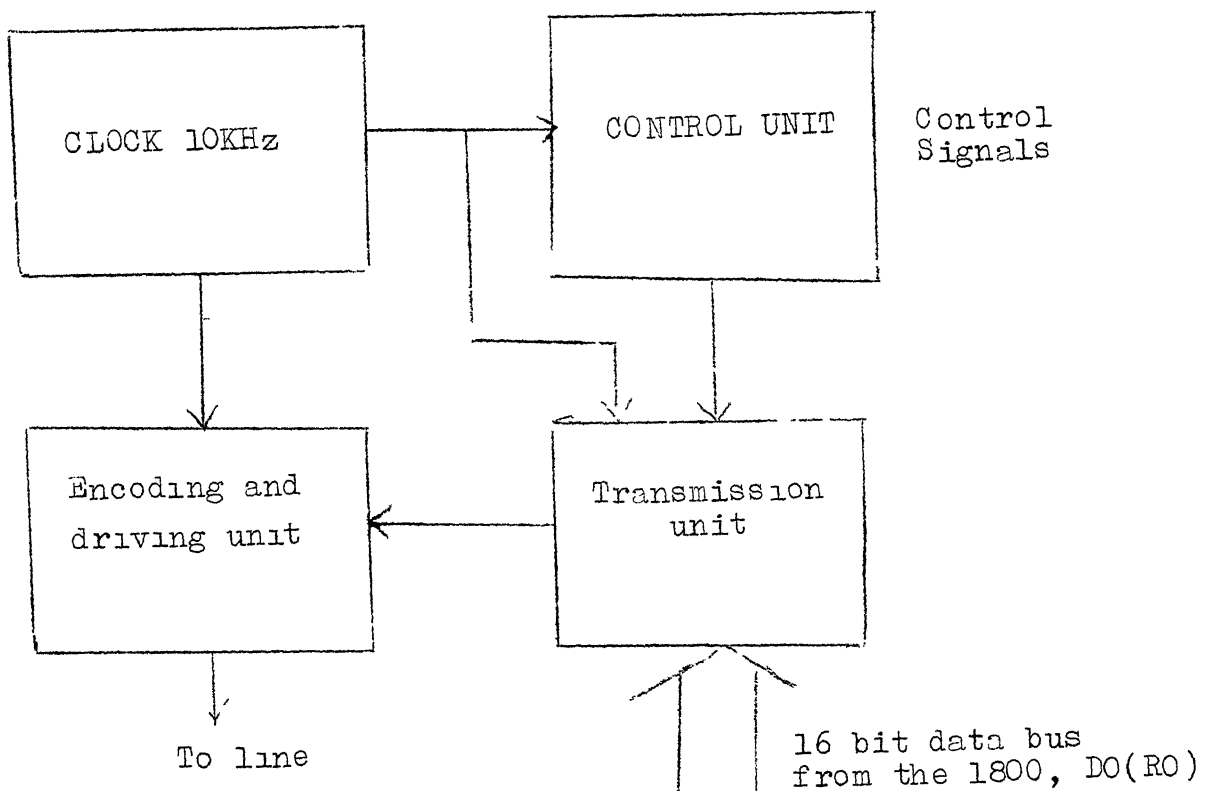 CLOCK 10KHz
CONTROL UNIT
Control
Signals
Encoding and
driving unit
Transmission
unit
To line
16 bit data bus
from the 1800, DO(RO)